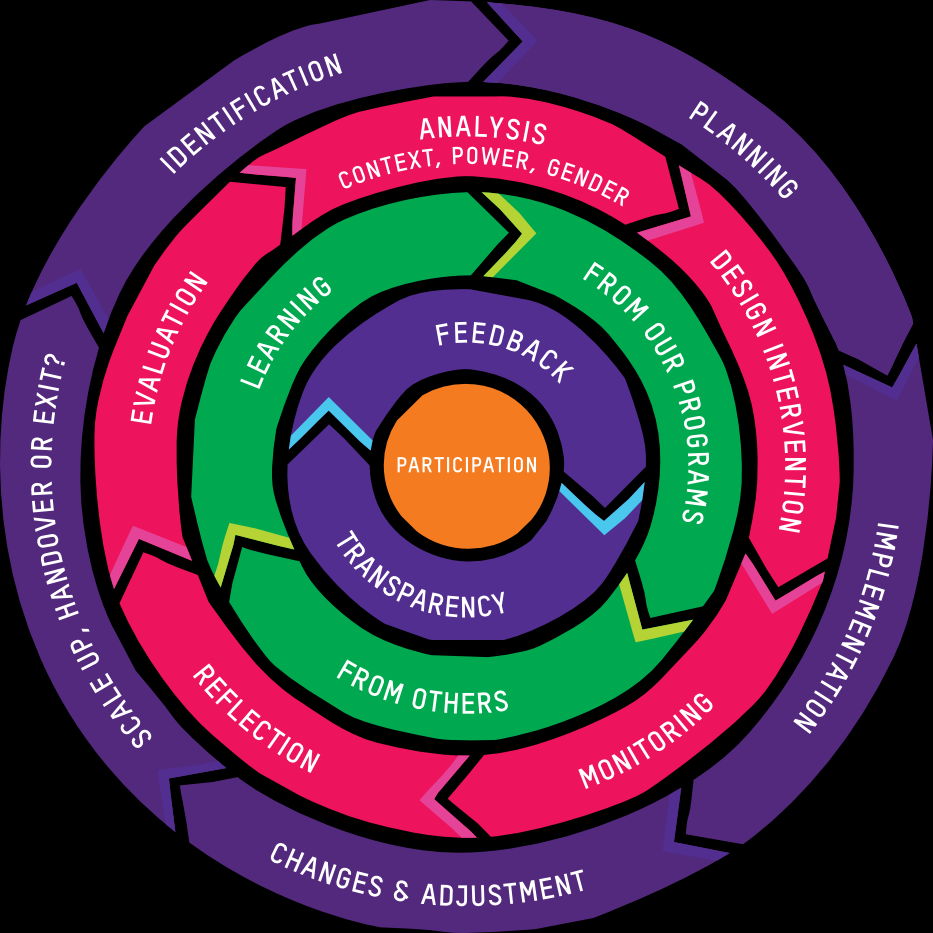 IDENTIFICATION
PLANNING
IMPLEMENTATION
CHANGES & ADJUSTMENT
SCALE UP, HANDOVER OR EXIT?
ANALYSIS
CONTEXT, POWER, GENDER
DESIGN INTERVENTION
MONITORING
REFLECTION
EVALUATION
LEARNING
FROM OUR PROGRAMS
FROM OTHERS
FEEDBACK
TRANSPARENCY
PARTICIPATION